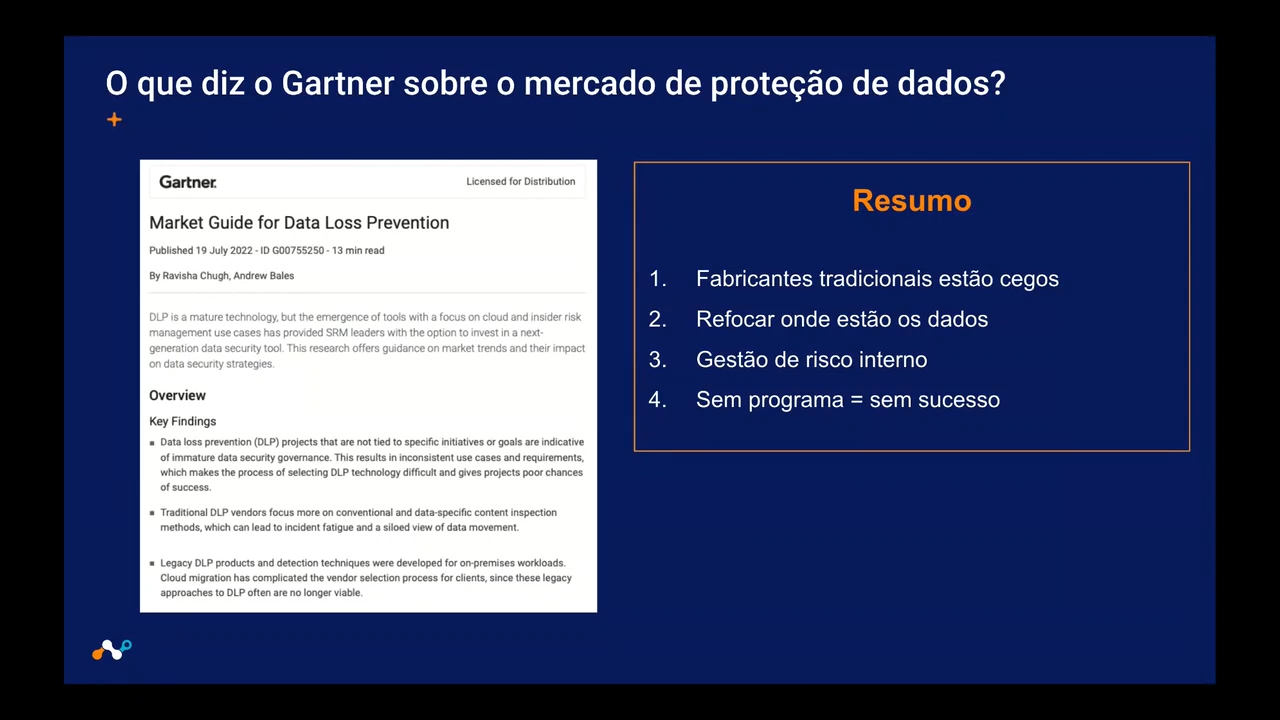 O que diz o Gartner sobre o mercado de proteção de dados?
Gartner
Licensed for Distribution
Market Guide for Data Loss Prevention
Published 19 July 2022 - ID G00755250 - 13 min read
By Ravisha Chugh, Andrew Bales
DLP is a mature technology, but the emergence of tools with a focus on cloud and insider risk
management use cases has provided SRM leaders with the option to invest in a next-
generation data security tool. This research offers guidance on market trends and their impact
on data security strategies.
Overview
Key Findings
▪ Data loss prevention (DLP) projects that are not tied to specific initiatives or goals are indicative
of immature data security governance. This results in inconsistent use cases and requirements,
which makes the process of selecting DLP technology difficult and gives projects poor chances
of success.
▪ Traditional DLP vendors focus more on conventional and data-specific content inspection
methods, which can lead to incident fatigue and a siloed view of data movement.
▪ Legacy DLP products and detection techniques were developed for on-premises workloads.
Cloud migration has complicated the vendor selection process for clients, since these legacy
approaches to DLP often are no longer viable.
Resumo
1. Fabricantes tradicionais estão cegos
2. Refocar onde estão os dados
3. Gestão de risco interno
4. Sem programa = sem sucesso